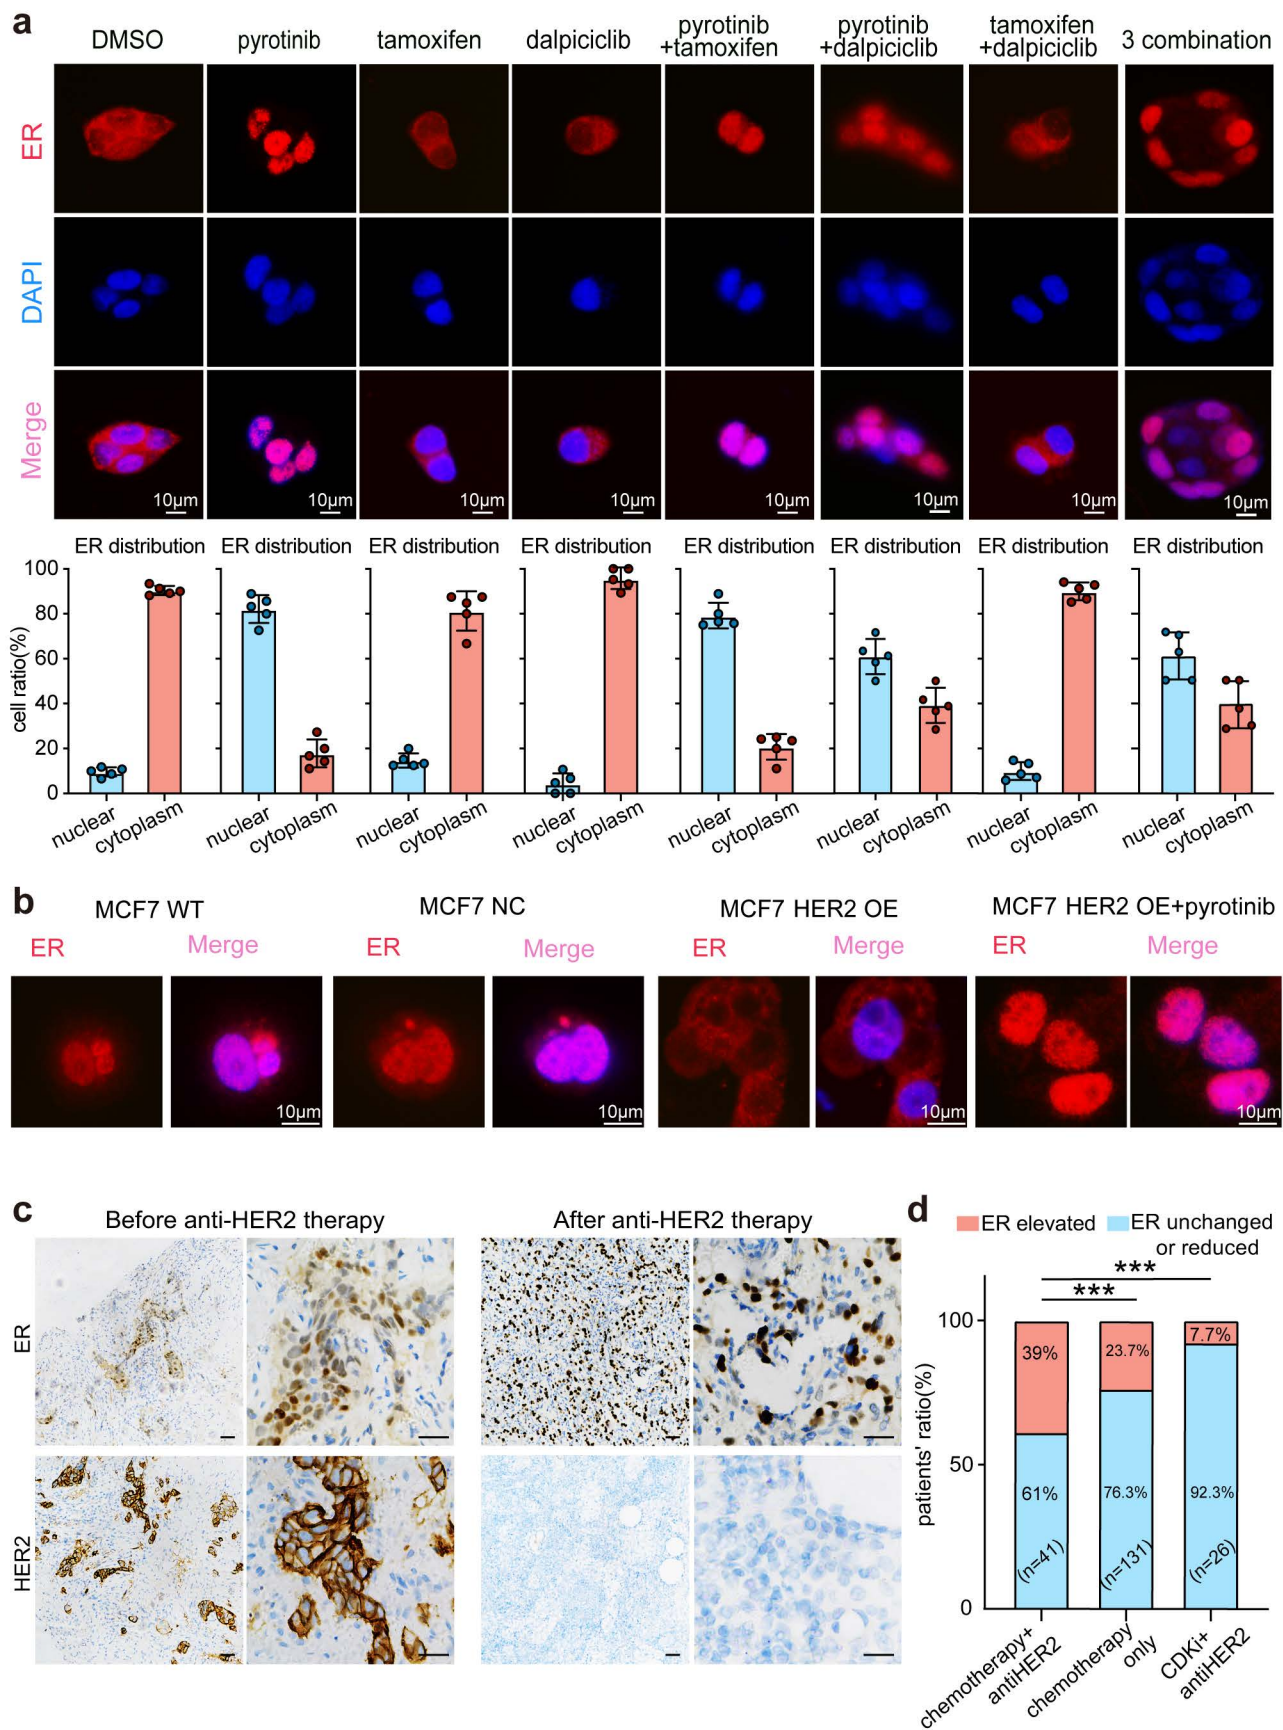 a
DMSO
pyrotinib
tamoxifen
dalpiciclib
pyrotinib
+tamoxifen
pyrotinib
+dalpiciclib
tamoxifen
+dalpiciclib
3 combination
ER
DAPI
Merge
10μm
10μm
10μm
10μm
10μm
10μm
10μm
10μm
ER distribution
ER distribution
ER distribution
ER distribution
ER distribution
ER distribution
ER distribution
ER distribution
cell ratio(%)
100
80
60
40
20
0
nuclear
cytoplasm
nuclear
cytoplasm
nuclear
cytoplasm
nuclear
cytoplasm
nuclear
cytoplasm
nuclear
cytoplasm
nuclear
cytoplasm
nuclear
cytoplasm
b
MCF7 WT
MCF7 NC
MCF7 HER2 OE
MCF7 HER2 OE+pyrotinib
ER
Merge
ER
Merge
ER
Merge
ER
Merge
10μm
10μm
10μm
10μm
c
Before anti-HER2 therapy
After anti-HER2 therapy
ER
HER2
d
ER elevated
ER unchanged
or reduced
***
***
patients' ratio(%)
100
50
0
39%
23.7%
7.7%
61%
76.3%
92.3%
(n=41)
(n=131)
(n=26)
chemotherapy+
antiHER2
chemotherapy
only
CDKi+
antiHER2